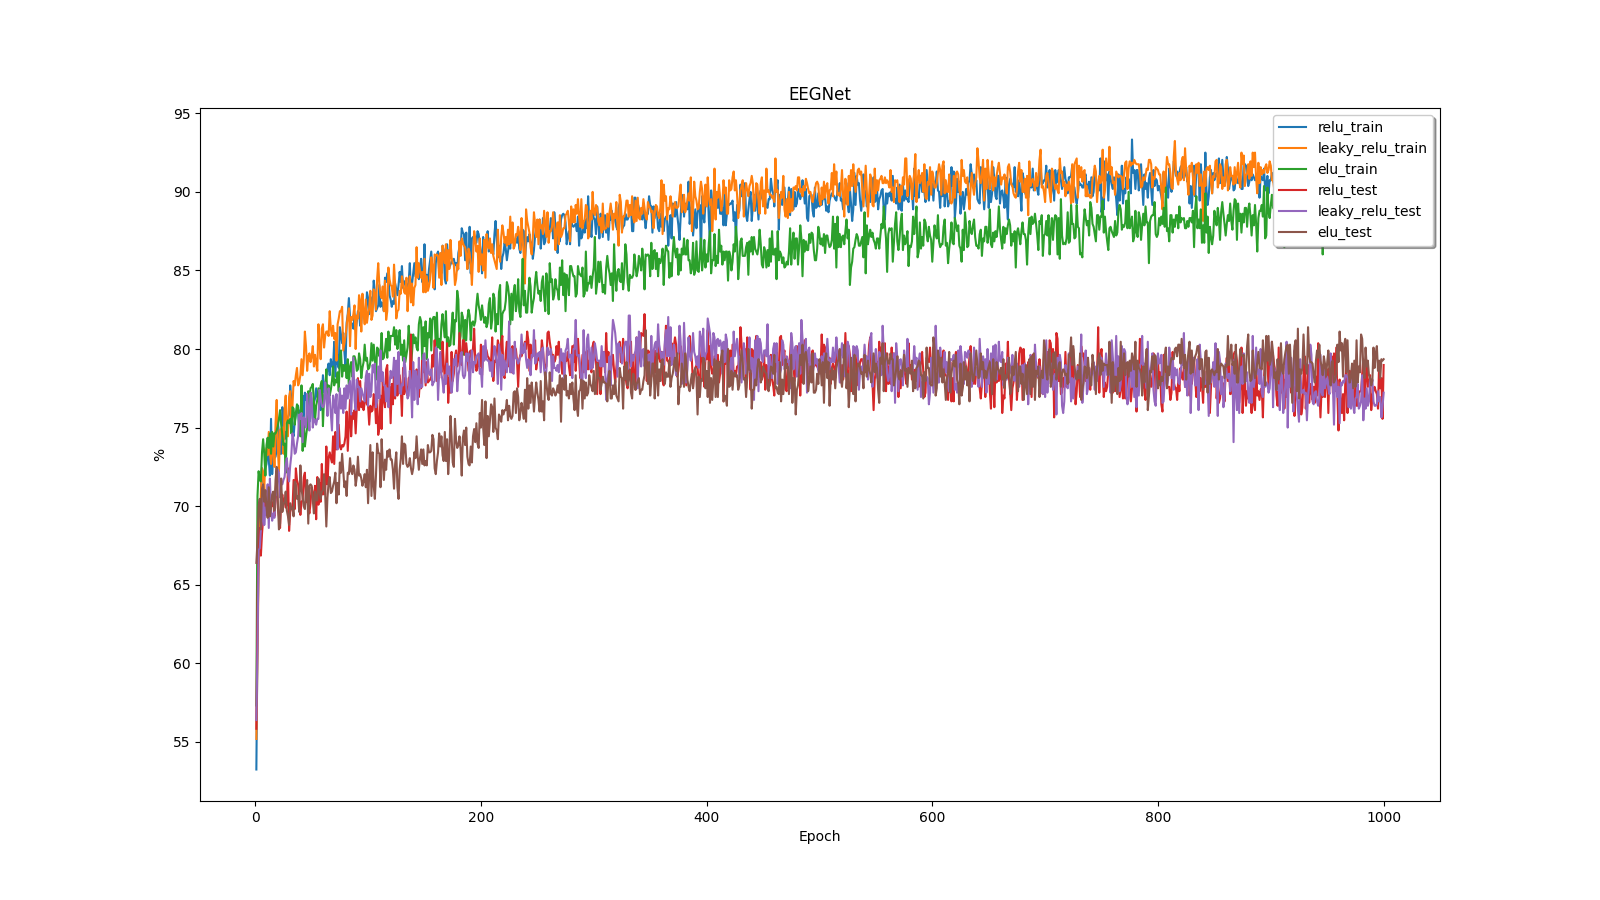 EEGNet
95
90
85
80
75
70
65
60
55
%
0
200
400
600
800
1000
Epoch
relu_train
leaky_relu_train
elu_train
relu_test
leaky_relu_test
elu_test